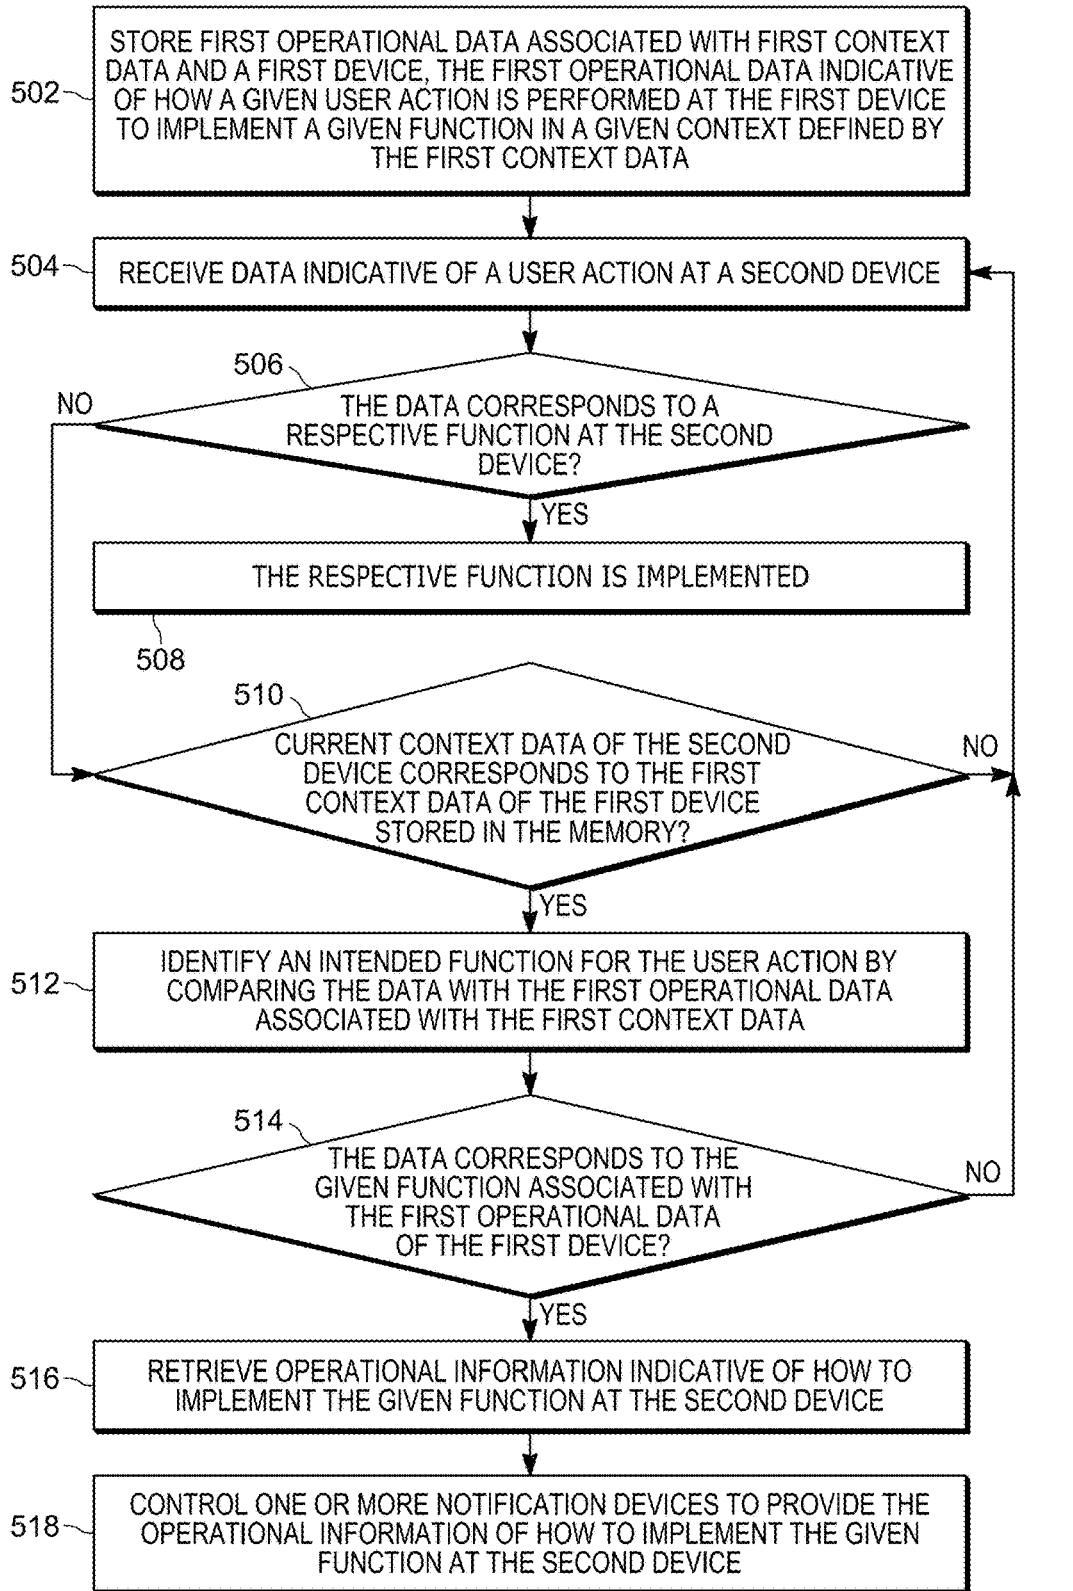 STORE FIRST OPERATIONAL DATA ASSOCIATED WITH FIRST CONTEXT
DATA AND A FIRST DEVICE, THE FIRST OPERATIONAL DATA INDICATIVE
502
OF HOW A GIVEN USER ACTION IS PERFORMED AT THE FIRST DEVICE
TO IMPLEMENT A GIVEN FUNCTION IN A GIVEN CONTEXT DEFINED BY
THE FIRST CONTEXT DATA
504
RECEIVE DATA INDICATIVE OF A USER ACTION AT A SECOND DEVICE
506
NO
THE DATA CORRESPONDS TO A
RESPECTIVE FUNCTION AT THE SECOND
DEVICE?
YES
THE RESPECTIVE FUNCTION IS IMPLEMENTED
508
510
CURRENT CONTEXT DATA OF THE SECOND
NO
DEVICE CORRESPONDS TO THE FIRST
CONTEXT DATA OF THE FIRST DEVICE
STORED IN THE MEMORY?
YES
IDENTIFY AN INTENDED FUNCTION FOR THE USER ACTION BY
512
COMPARING THE DATA WITH THE FIRST OPERATIONAL DATA
ASSOCIATED WITH THE FIRST CONTEXT DATA
514
THE DATA CORRESPONDS TO THE
NO
GIVEN FUNCTION ASSOCIATED WITH
THE FIRST OPERATIONAL DATA
OF THE FIRST DEVICE?
YES
516
RETRIEVE OPERATIONAL INFORMATION INDICATIVE OF HOW TO
IMPLEMENT THE GIVEN FUNCTION AT THE SECOND DEVICE
CONTROL ONE OR MORE NOTIFICATION DEVICES TO PROVIDE THE
518
OPERATIONAL INFORMATION OF HOW TO IMPLEMENT THE GIVEN
FUNCTION AT THE SECOND DEVICE